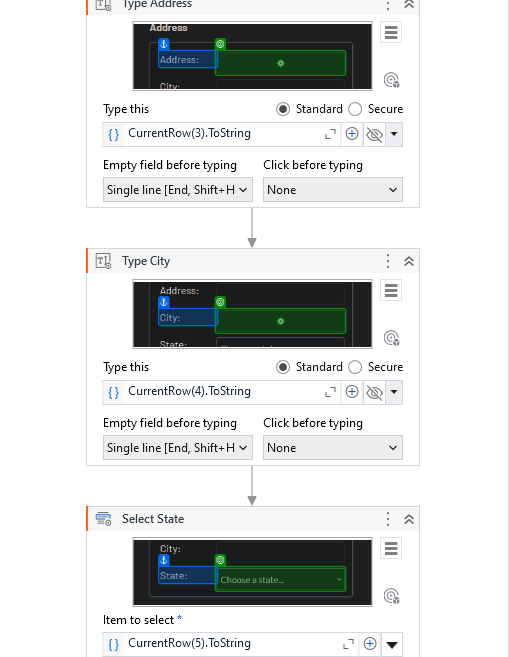 Type Address
Address
Address:
City:
Type this
Standard
Secure
CurrentRow(3).ToString
Empty field before typing
Click before typing
Single line [End, Shift+H
None
Type City
Address:
City:
State:
Type this
Standard
Secure
CurrentRow(4).ToString
Empty field before typing
Click before typing
Single line [End, Shift+H
None
Select State
City:
State:
Choose a state...
Item to select *
CurrentRow(5).ToString